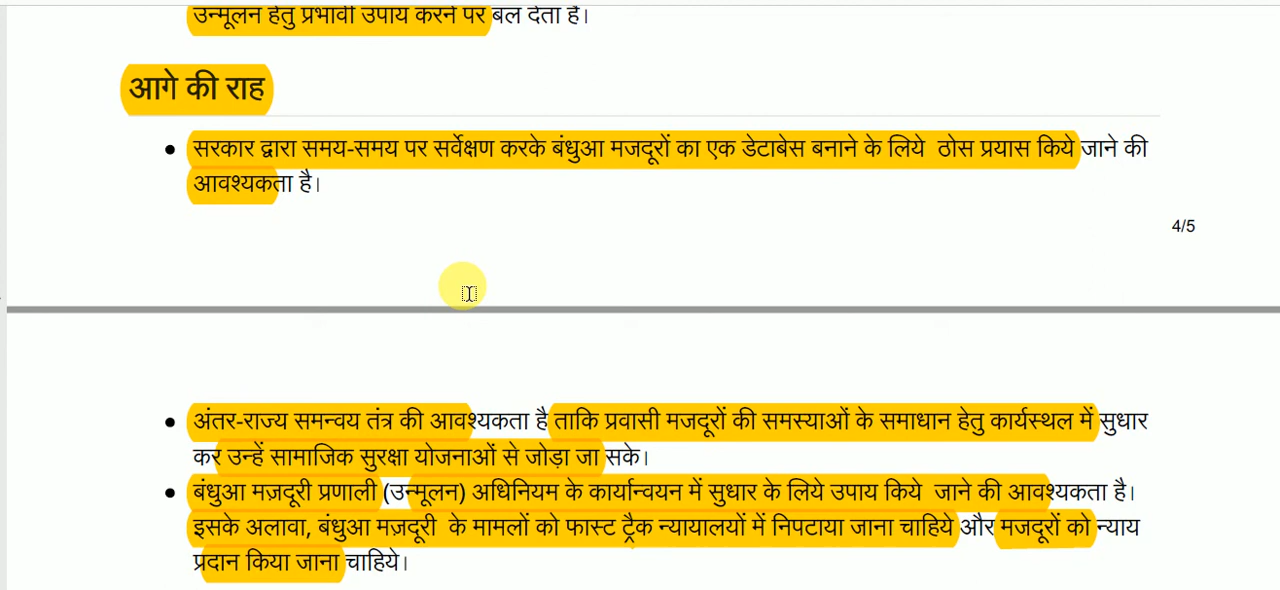 उन्मूलन हेतु प्रभावी उपाय करने पर बल देता है।
आगे की राह
सरकार द्वारा समय-समय पर सर्वेक्षण करके बंधुआ मजदूरों का एक डेटाबेस बनाने के लिये ठोस प्रयास किये जाने की
आवश्यकता है।
4/5
अंतर-राज्य समन्वय तंत्र की आवश्यकता है ताकि प्रवासी मजदूरों की समस्याओं के समाधान हेतु कार्यस्थल में सुधार
कर उन्हें सामाजिक सुरक्षा योजनाओं से जोड़ा जा सके।
बंधुआ मज़दूरी प्रणाली (उन्मूलन) अधिनियम के कार्यान्वयन में सुधार के लिये उपाय किये जाने की आवश्यकता है।
इसके अलावा, बंधुआ मज़दूरी के मामलों को फास्ट ट्रैक न्यायालयों में निपटाया जाना चाहिये और मजदूरों को न्याय
प्रदान किया जाना चाहिये।